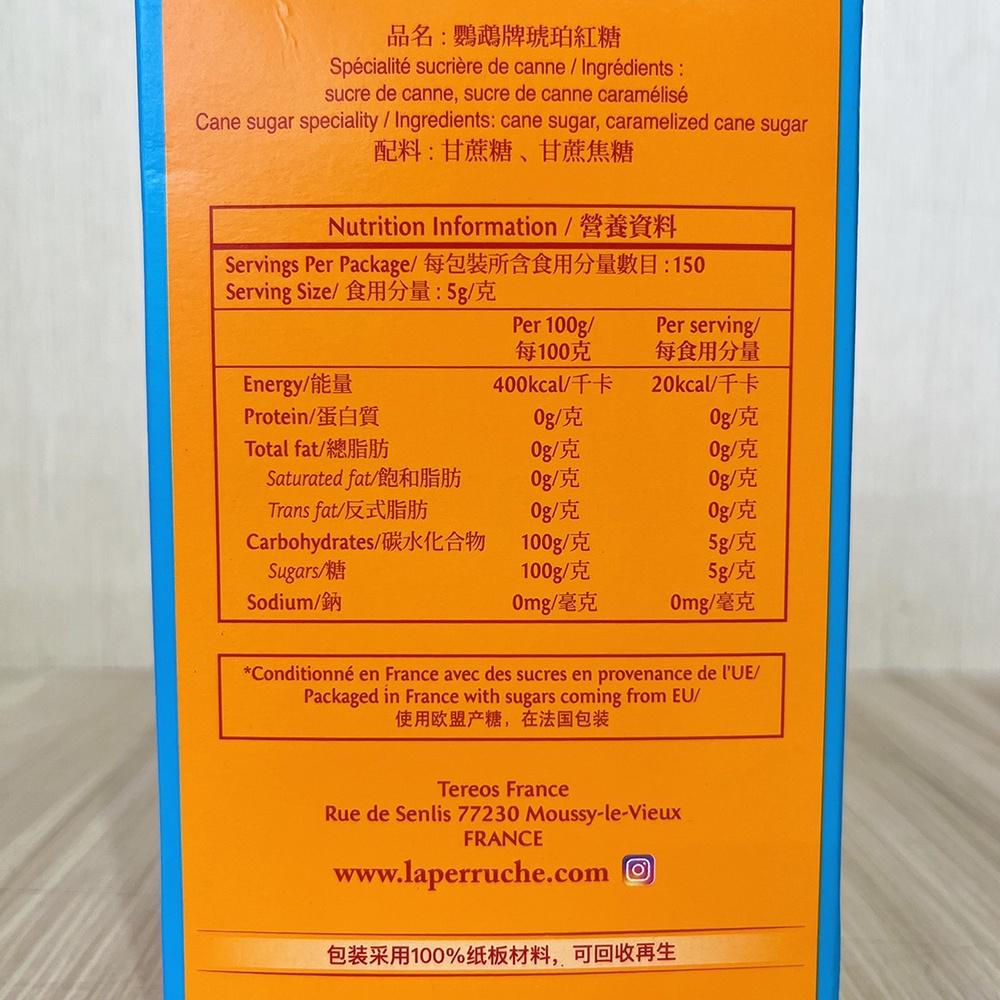 品名 : 鸚鵡牌琥珀紅糖
Spécialité sucrière de canne / Ingrédients :
sucre de canne, sucre de canne caramélisé
Cane sugar speciality / Ingredients: cane sugar, caramelized cane sugar
配料 : 甘蔗糖 、甘蔗焦糖
Nutrition Information / 營養資料
Servings Per Package/ 每包裝所含食用分量數目 : 150
Serving Size/ 食用分量 : 5g/克
Per 100g/ Per serving/
每100克 每食用分量
Energy/能量 400kcal/千卡 20kcal/千卡
Protein/蛋白質 0g/克 0g/克
Total fat/總脂肪 0g/克 0g/克
Saturated fat/飽和脂肪 0g/克 0g/克
Trans fat/反式脂肪 0g/克 0g/克
Carbohydrates/碳水化合物 100g/克 5g/克
Sugars/糖 100g/克 5g/克
Sodium/鈉 0mg/毫克 0mg/毫克
*Conditionné en France avec des sucres en provenance de l'UE/
Packaged in France with sugars coming from EU/
使用欧盟产糖，在法国包装
Tereos France
Rue de Senlis 77230 Moussy-le-Vieux
FRANCE
www.laperruche.com
包装采用100%纸板材料，可回收再生